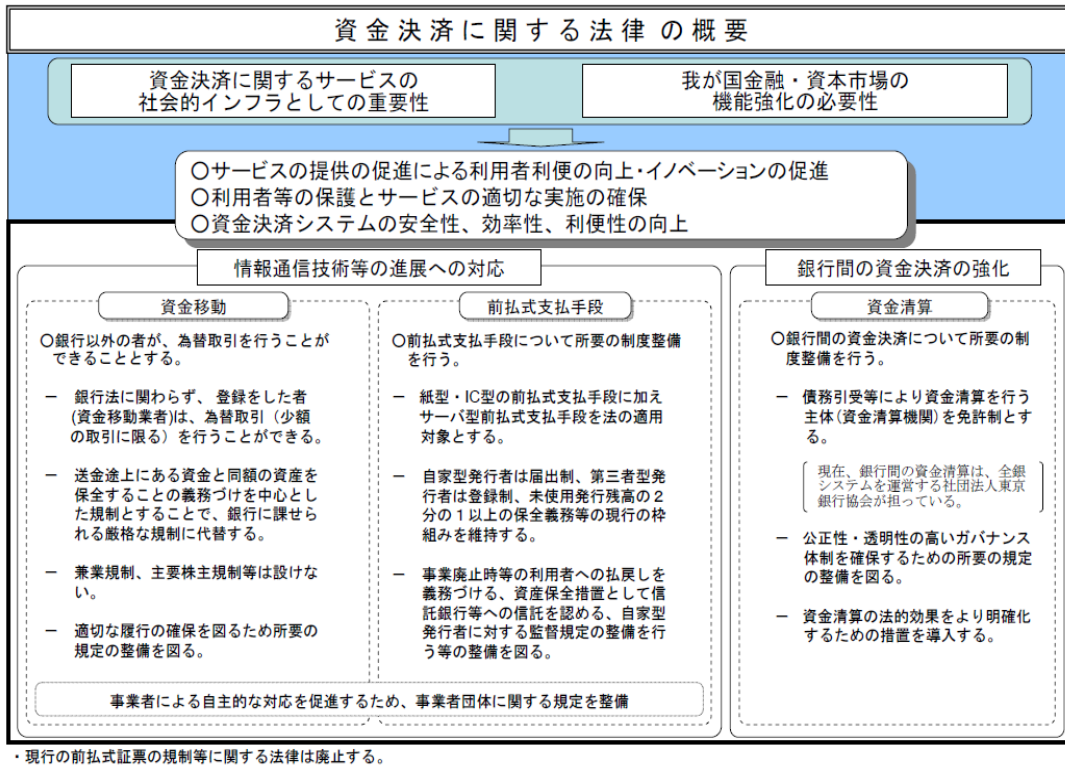 資金決済に関する法律 の概要
資金決済に関するサービスの
社会的インフラとしての重要性
我が国金融・資本市場の
機能強化の必要性
○サービスの提供の促進による利用者利便の向上・イノベーションの促進
○利用者等の保護とサービスの適切な実施の確保
○資金決済システムの安全性、効率性、利便性の向上
情報通信技術等の進展への対応
資金移動
○銀行以外の者が、為替取引を行うことが
できることとする。
－ 銀行法に関わらず、登録をした者
(資金移動業者)は、為替取引（少額
の取引に限る）を行うことができる。
－ 送金途上にある資金と同額の資産を
保全することの義務づけを中心とし
た規制とすることで、銀行に課せら
れる厳格な規制に代替する。
－ 兼業規制、主要株主規制等は設けな
い。
－ 適切な履行の確保を図るため所要の
規定の整備を図る。
前払式支払手段
○前払式支払手段について所要の制度整備
を行う。
－ 紙型・IC型の前払式支払手段に加え
サーバ型前払式支払手段を法の適用
対象とする。
－ 自家型発行者は届出制、第三者型発
行者は登録制、未使用発行残高の２
分の１以上の保全義務等の現行の枠
組みを維持する。
－ 事業廃止時等の利用者への払戻しを
義務づける、資産保全措置として信
託銀行等への信託を認める、自家型
発行者に対する監督規定の整備を行
う等の整備を図る。
事業者による自主的な対応を促進するため、事業者団体に関する規定を整備
銀行間の資金決済の強化
資金清算
○銀行間の資金決済について所要の制
度整備を行う。
－ 債務引受等により資金清算を行う
主体(資金清算機関)を免許制とす
る。
現在、銀行間の資金清算は、全銀
システムを運営する社団法人東京
銀行協会が担っている。
－ 公正性・透明性の高いガバナンス
体制を確保するための所要の規定
の整備を図る。
－ 資金清算の法的効果をより明確化
するための措置を導入する。
・現行の前払式証票の規制等に関する法律は廃止する。